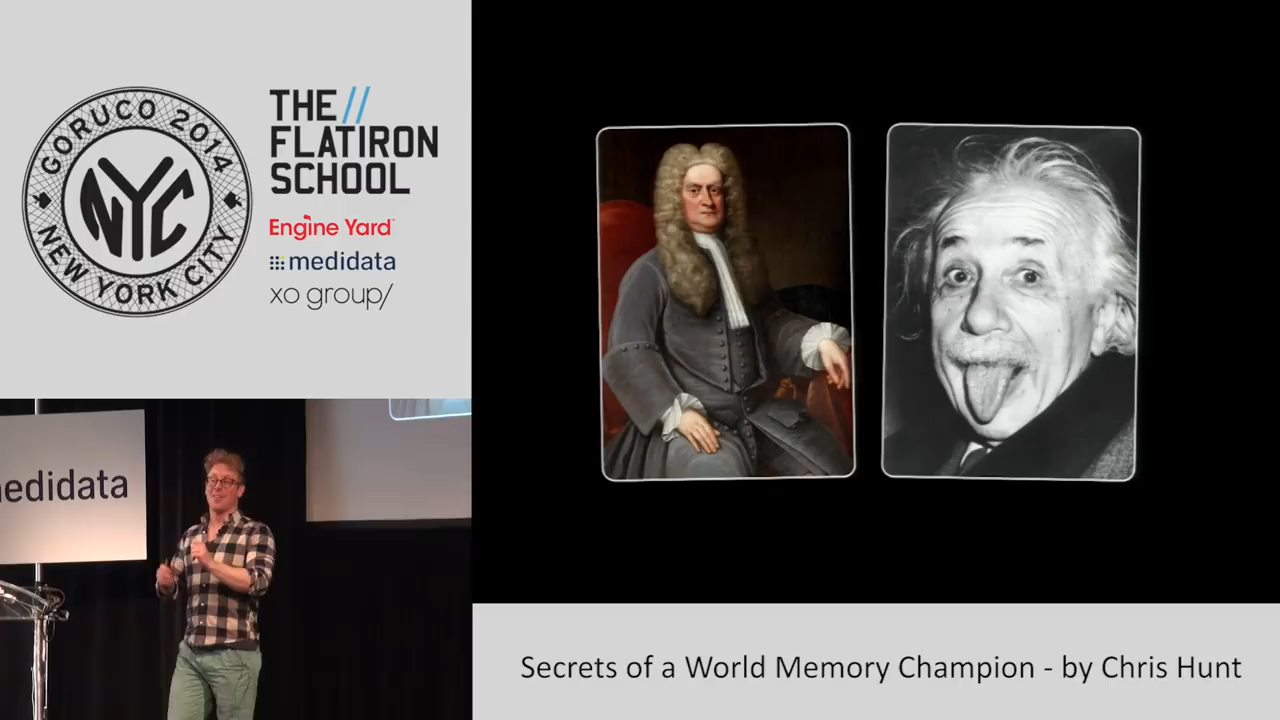 GORUCO 2014
NYC
NEW YORK CITY
THE//
FLATIRON
SCHOOL
Engine Yard
medidata
xo group/
edidata
Secrets of a World Memory Champion - by Chris Hunt